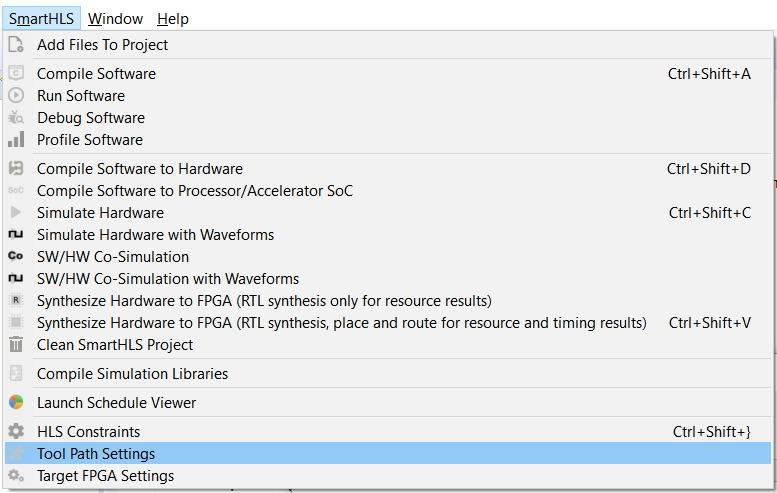 SmartHLS Window Help
Add Files To Project
Compile Software Ctrl+Shift+A
Run Software
Debug Software
Profile Software
Compile Software to Hardware Ctrl+Shift+D
SoC Compile Software to Processor/Accelerator SoC
Simulate Hardware Ctrl+Shift+C
Simulate Hardware with Waveforms
Co SW/HW Co-Simulation
SW/HW Co-Simulation with Waveforms
R Synthesize Hardware to FPGA (RTL synthesis only for resource results)
Synthesize Hardware to FPGA (RTL synthesis, place and route for resource and timing results) Ctrl+Shift+V
Clean SmartHLS Project
Compile Simulation Libraries
Launch Schedule Viewer
HLS Constraints Ctrl+Shift+}
Tool Path Settings
Target FPGA Settings